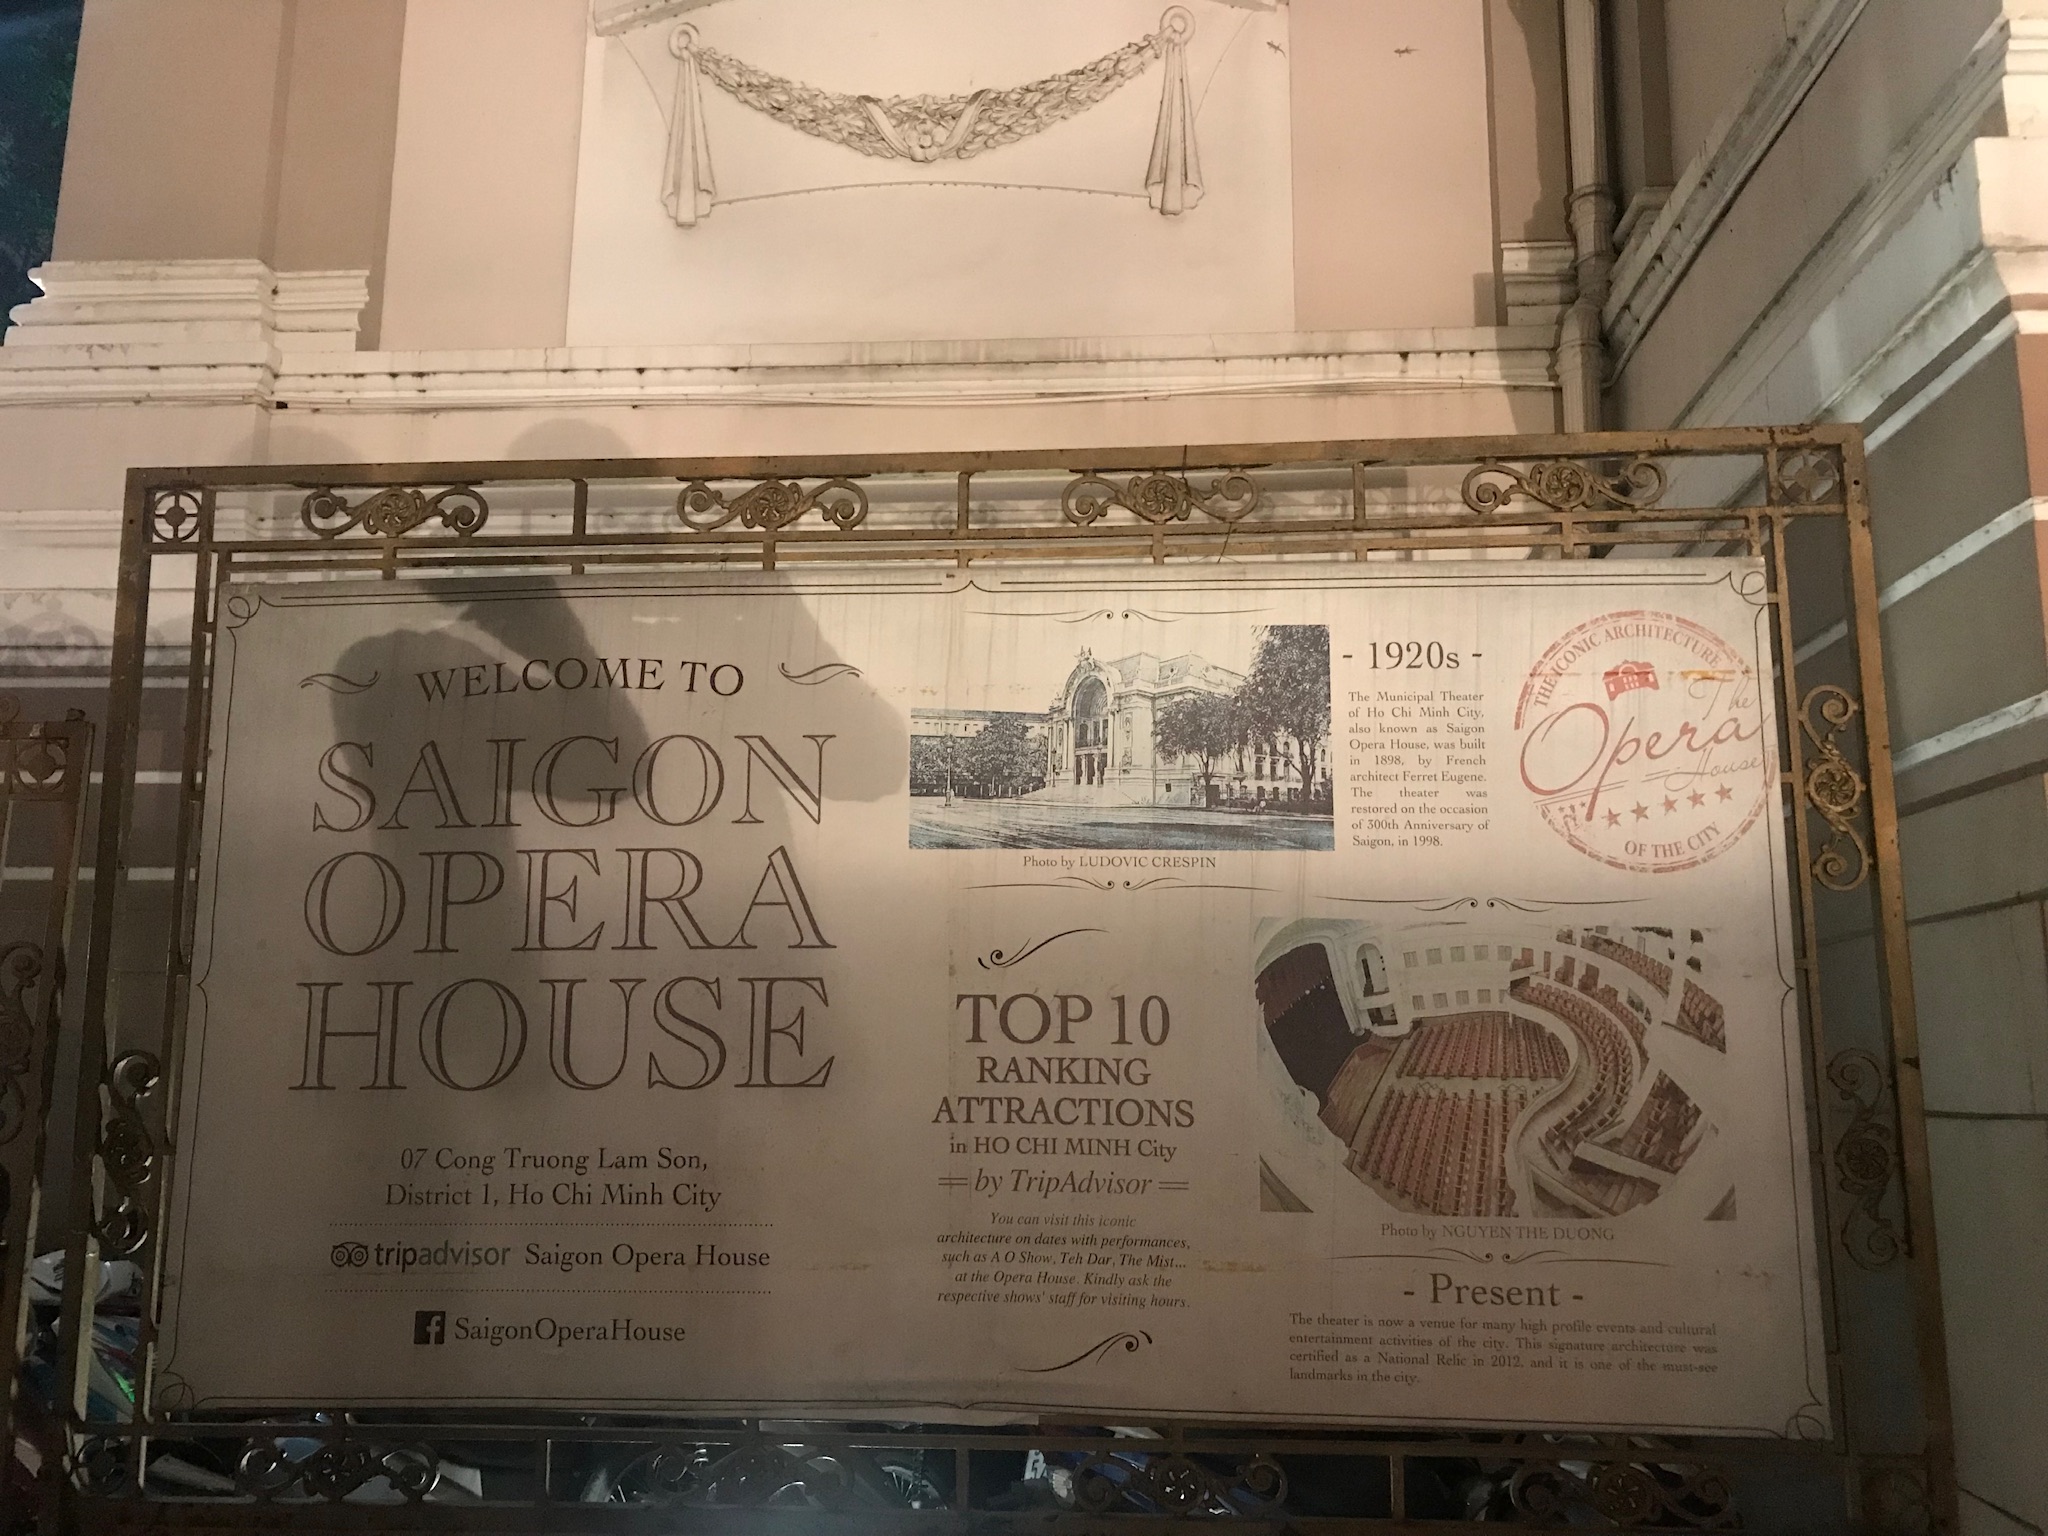 WELCOME TO
SAIGON
OPERA
HOUSE
07 Cong Truong Lam Son,
District 1, Ho Chi Minh City
tripadvisor Saigon Opera House
f SaigonOperaHouse
Photo by LUDOVIC CRESPIN
- 1920s -
The Municipal Theater
of Ho Chi Minh City,
also known as Saigon
Opera House, was built
in 1898, by French
architect Ferret Eugene.
The theater was
restored on the occasion
of 300th Anniversary of
Saigon, in 1998.
THE ICONIC ARCHITECTURE
The
Opera
House
OF THE CITY
TOP 10
RANKING
ATTRACTIONS
in HO CHI MINH City
by TripAdvisor
You can visit this iconic
architecture on dates with performances,
such as A O Show, Teh Dar, The Mist...
at the Opera House. Kindly ask the
respective shows' staff for visiting hours.
Photo by NGUYEN THE DUONG
- Present -
The theater is now a venue for many high profile events and cultural
entertainment activities of the city. This signature architecture was
certified as a National Relic in 2012, and it is one of the must-see
landmarks in the city.